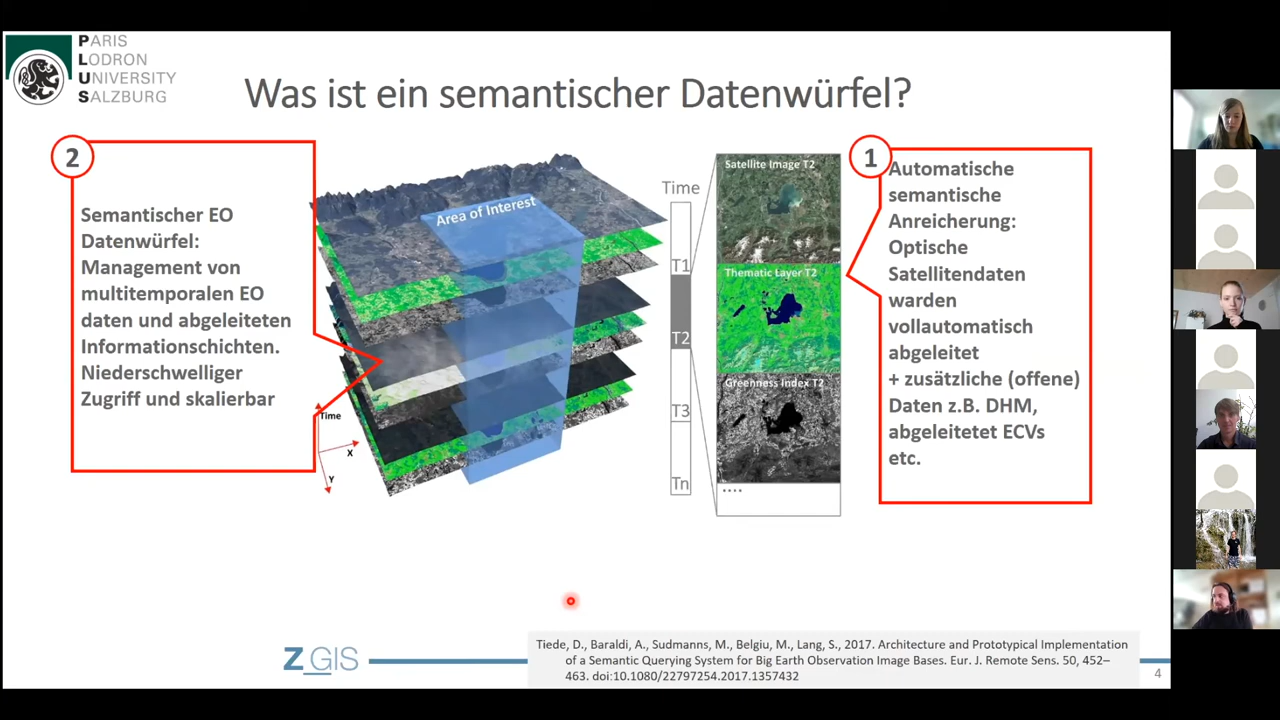 PARIS
LODRON
UNIVERSITY
SALZBURG
Was ist ein semantischer Datenwürfel?
2
Semantischer EO
Datenwürfel:
Management von
multitemporalen EO
daten und abgeleiteten
Informationschichten.
Niederschwelliger
Zugriff und skalierbar
Area of Interest
Time
X
Y
Time
T1
T2
T3
Tn
Satellite Image T2
Thematic Layer T2
Greenness Index T2
....
1
Automatische
semantische
Anreicherung:
Optische
Satellitendaten
warden
vollautomatisch
abgeleitet
+ zusätzliche (offene)
Daten z.B. DHM,
abgeleitetet ECVs
etc.
Z GIS
Tiede, D., Baraldi, A., Sudmanns, M., Belgiu, M., Lang, S., 2017. Architecture and Prototypical Implementation
of a Semantic Querying System for Big Earth Observation Image Bases. Eur. J. Remote Sens. 50, 452–
463. doi:10.1080/22797254.2017.1357432
4